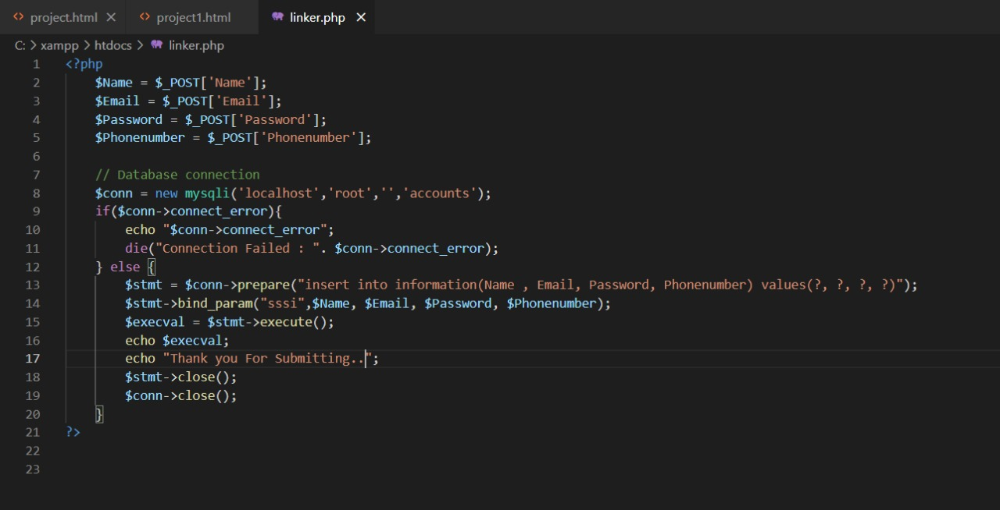 project.html project1.html linker.php
C: > xampp > htdocs > linker.php
1 <?php
2 $Name = $_POST['Name'];
3 $Email = $_POST['Email'];
4 $Password = $_POST['Password'];
5 $Phonenumber = $_POST['Phonenumber'];
6
7 // Database connection
8 $conn = new mysqli('localhost','root','','accounts');
9 if($conn->connect_error){
10 echo "$conn->connect_error";
11 die("Connection Failed : ". $conn->connect_error);
12 } else {
13 $stmt = $conn->prepare("insert into information(Name , Email, Password, Phonenumber) values(?, ?, ?, ?)");
14 $stmt->bind_param("sssi",$Name, $Email, $Password, $Phonenumber);
15 $execval = $stmt->execute();
16 echo $execval;
17 echo "Thank you For Submitting..";
18 $stmt->close();
19 $conn->close();
20 }
21 ?>
22
23